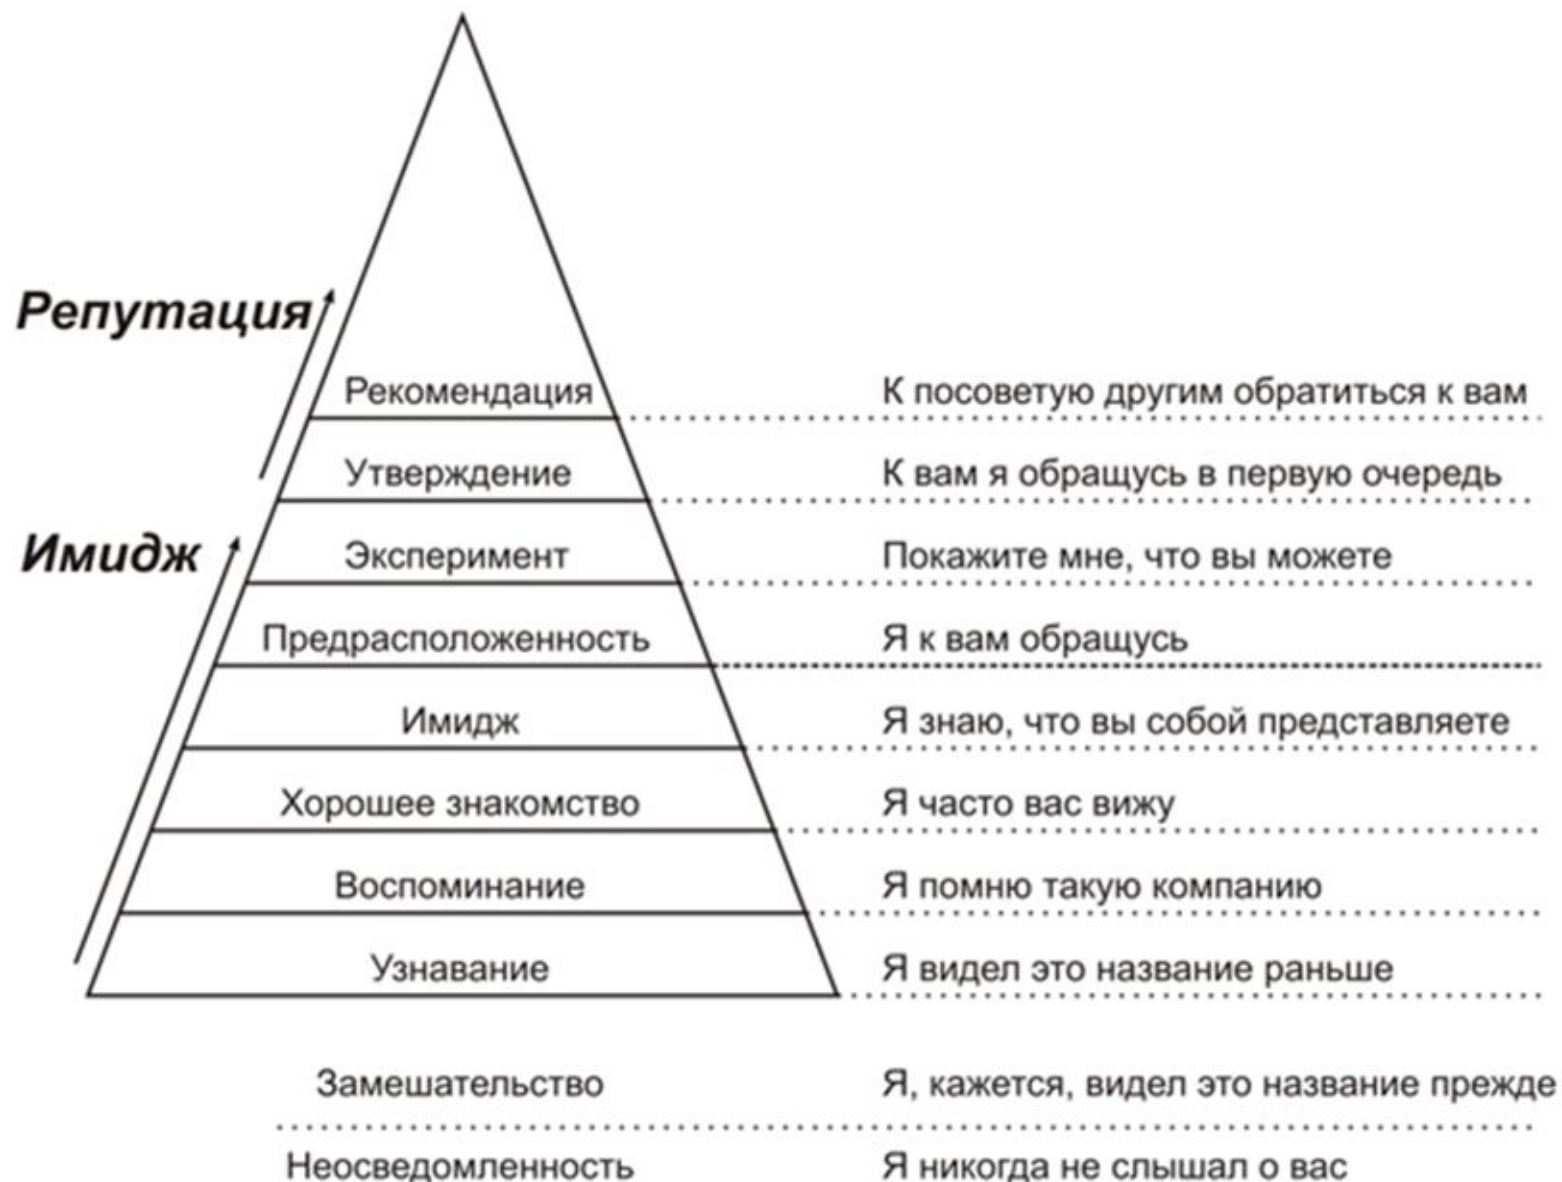 Репутация
Рекомендация К посоветую другим обратиться к вам
Утверждение К вам я обращусь в первую очередь
Имидж
Эксперимент Покажите мне, что вы можете
Предрасположенность Я к вам обращусь
Имидж Я знаю, что вы собой представляете
Хорошее знакомство Я часто вас вижу
Воспоминание Я помню такую компанию
Узнавание Я видел это название раньше
Замешательство Я, кажется, видел это название прежде
Неосведомленность Я никогда не слышал о вас